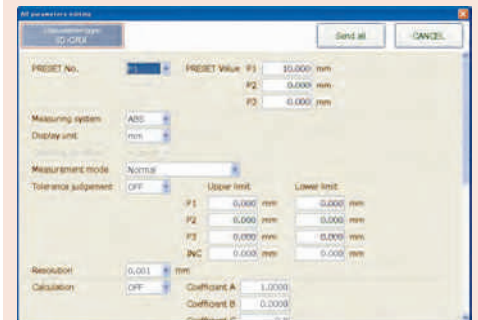 All parameters editing
ID-C/RX
Send all
CANCEL
PRESET No.
P1
PRESET Value P1 10.000 mm
P2 0.000 mm
P3 0.000 mm
Measuring system ABS
Display unit mm
Measurement mode Normal
Tolerance judgement OFF
Upper limit Lower limit
P1 0.000 mm 0.000 mm
P2 0.000 mm 0.000 mm
P3 0.000 mm 0.000 mm
INC 0.000 mm 0.000 mm
Resolution 0.001 mm
Calculation OFF Coefficient A 1.0000
Coefficient B 0.0000
Coefficient C